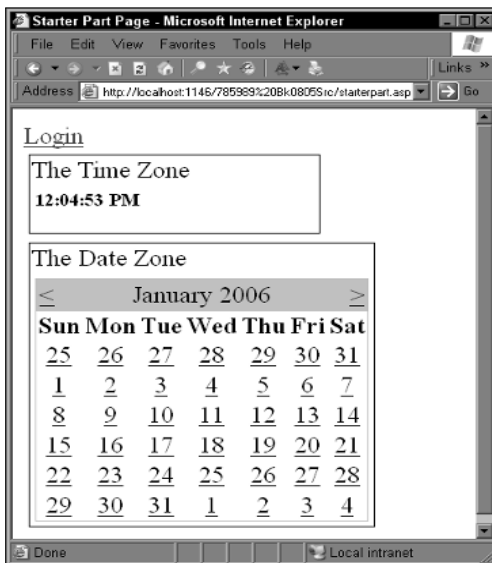 Starter Part Page - Microsoft Internet Explorer
File Edit View Favorites Tools Help
Links »
Address http://localhost:1146/785989%20Bk0805Src/starterpart.asp Go
Login
The Time Zone
12:04:53 PM
The Date Zone
< January 2006 >
Sun Mon Tue Wed Thu Fri Sat
25 26 27 28 29 30 31
1 2 3 4 5 6 7
8 9 10 11 12 13 14
15 16 17 18 19 20 21
22 23 24 25 26 27 28
29 30 31 1 2 3 4
Done Local intranet